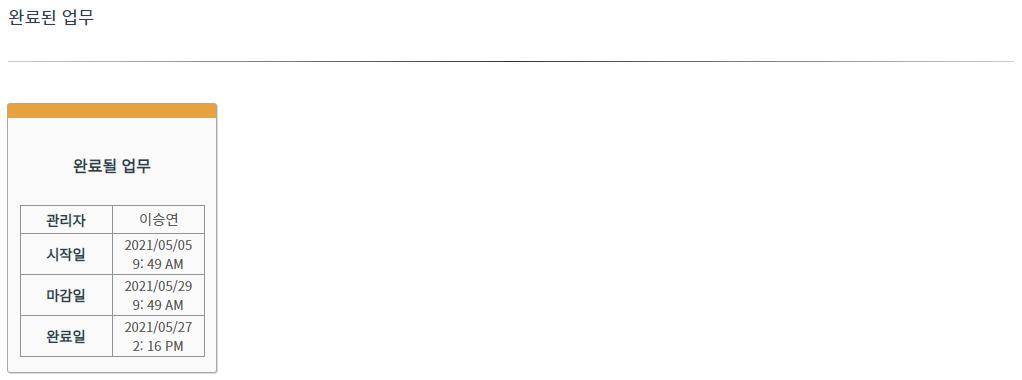 완료된 업무
완료될 업무
관리자 이승연
시작일 2021/05/05
9: 49 AM
마감일 2021/05/29
9: 49 AM
완료일 2021/05/27
2: 16 PM